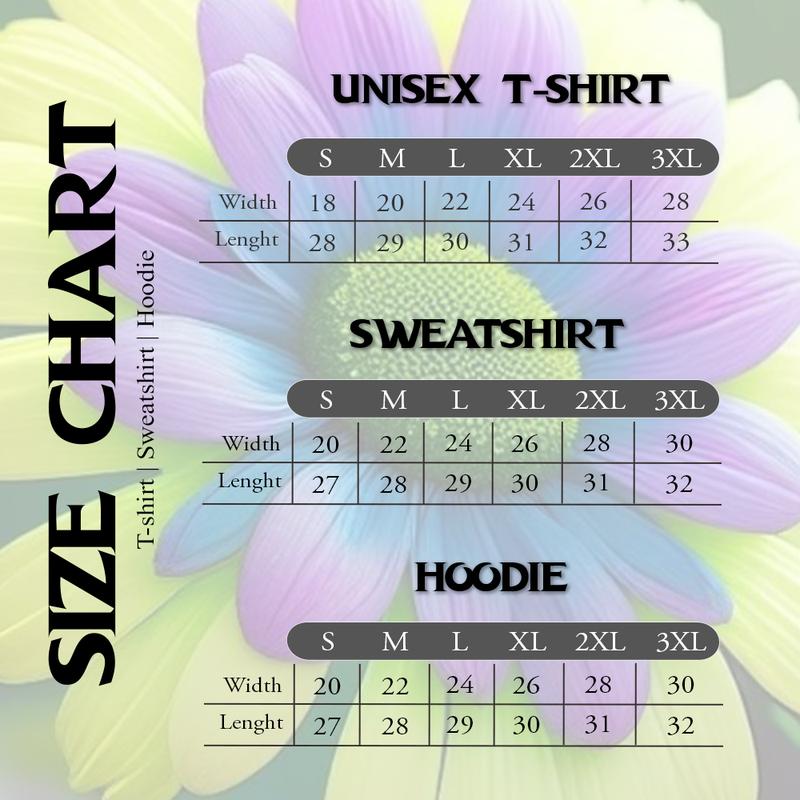 SIZE CHART
T-shirt | Sweatshirt | Hoodie
UNISEX T-SHIRT
S M L XL 2XL 3XL
Width 18 20 22 24 26 28
Lenght 28 29 30 31 32 33
SWEATSHIRT
S M L XL 2XL 3XL
Width 20 22 24 26 28 30
Lenght 27 28 29 30 31 32
HOODIE
S M L XL 2XL 3XL
Width 20 22 24 26 28 30
Lenght 27 28 29 30 31 32